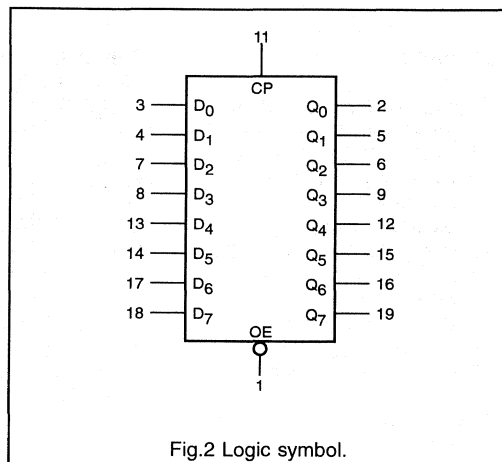 11
CP
3 D0 Q0 2
4 D1 Q1 5
7 D2 Q2 6
8 D3 Q3 9
13 D4 Q4 12
14 D5 Q5 15
17 D6 Q6 16
18 D7 Q7 19
OE
1
Fig.2 Logic symbol.